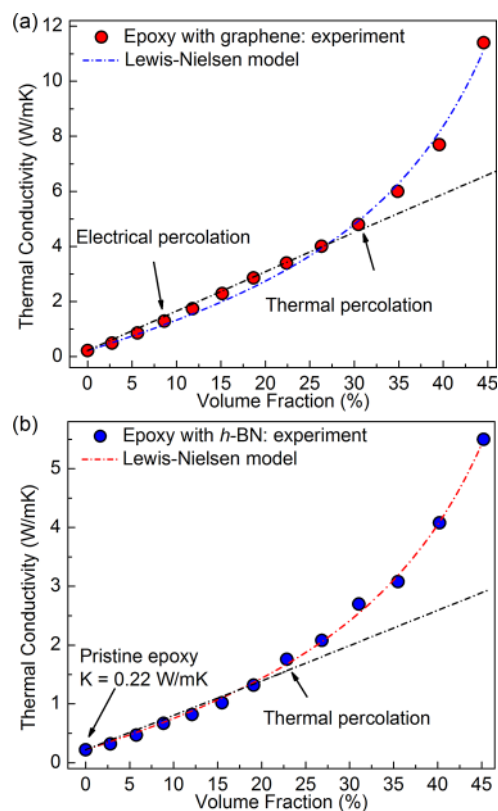 (a)
Epoxy with graphene: experiment
Lewis-Nielsen model
12
10
8
6
4
2
0
Thermal Conductivity (W/mK)
Electrical percolation
Thermal percolation
0 5 10 15 20 25 30 35 40 45
Volume Fraction (%)
(b)
Epoxy with h-BN: experiment
Lewis-Nielsen model
5
4
3
2
1
0
Thermal Conductivity (W/mK)
Pristine epoxy
K = 0.22 W/mK
Thermal percolation
0 5 10 15 20 25 30 35 40 45
Volume Fraction (%)